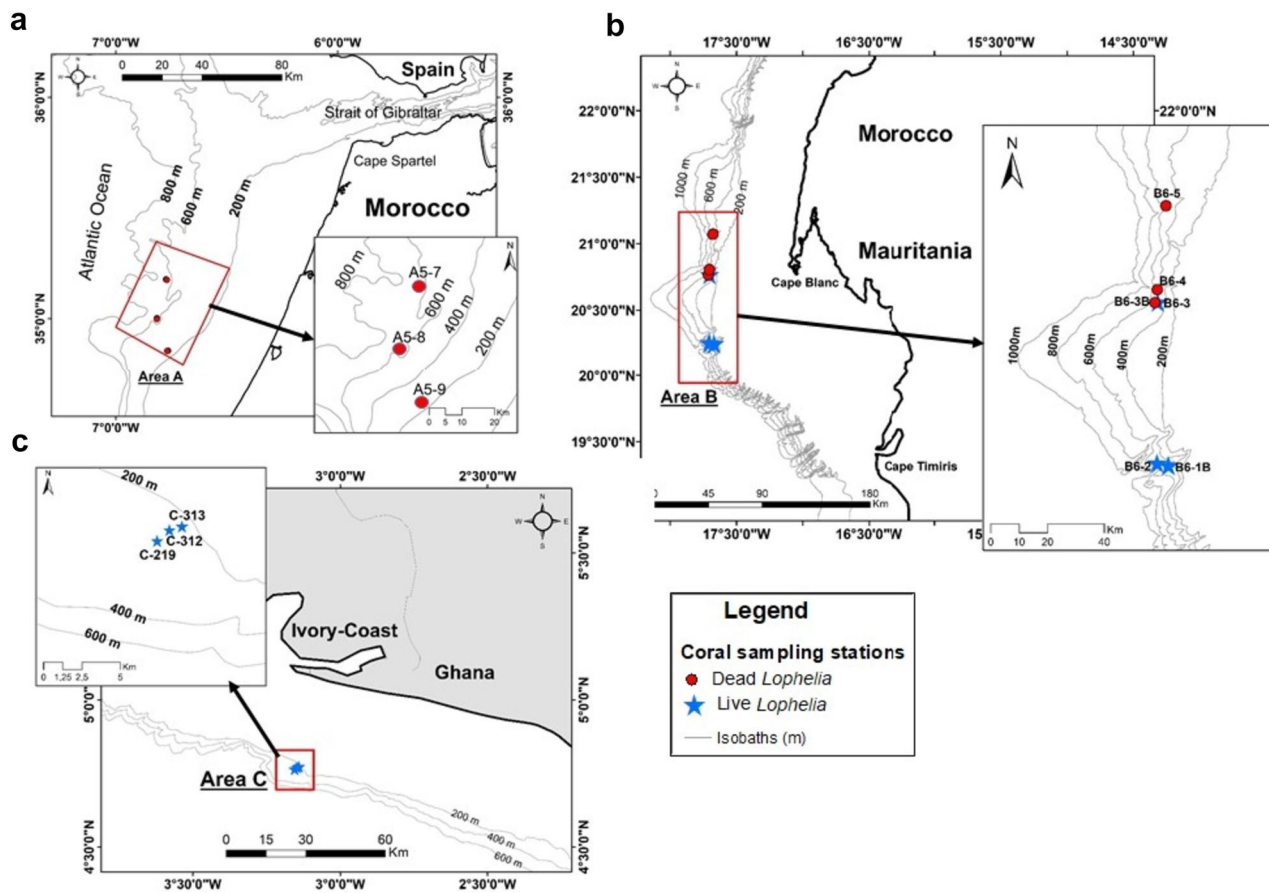 a
7°0'0"W
6°0'0"W
N
W
E
S
0 20 40 60 80
Km
Spain
36°0'0"N
36°0'0"N
Strait of Gibraltar
Cape Spartel
Atlantic Ocean
800 m
600 m
200 m
Morocco
35°0'0"N
Area A
7°0'0"W
N
A5-7
800 m
600 m
A5-8
400 m
200 m
A5-9
0 5 10 20
Km
b
17°30'0"W
16°30'0"W
15°30'0"W
14°30'0"W
N
W
E
S
22°0'0"N
22°0'0"N
Morocco
1000 m
600 m
200 m
21°30'0"N
21°0'0"N
Mauritania
Cape Blanc
20°30'0"N
20°0'0"N
Area B
19°30'0"N
Cape Timiris
0 45 90 180
Km
17°30'0"W
16°30'0"W
15
N
B6-5
B6-4
B6-3B
B6-3
1000m
800m
600m
400m
200m
B6-2
B6-1B
0 10 20 40
Km
c
3°0'0"W
2°30'0"W
N
200 m
C-313
C-312
C-219
400 m
600 m
0 1,25 2,5 5
Km
N
W
E
S
5°30'0"N
Ivory-Coast
Ghana
5°0'0"N
5°0'0"N
Area C
200 m
400 m
600 m
0 15 30 60
Km
4°30'0"N
4°30'0"N
3°30'0"W
3°0'0"W
2°30'0"W
Legend
Coral sampling stations
Dead Lophelia
Live Lophelia
Isobaths (m)